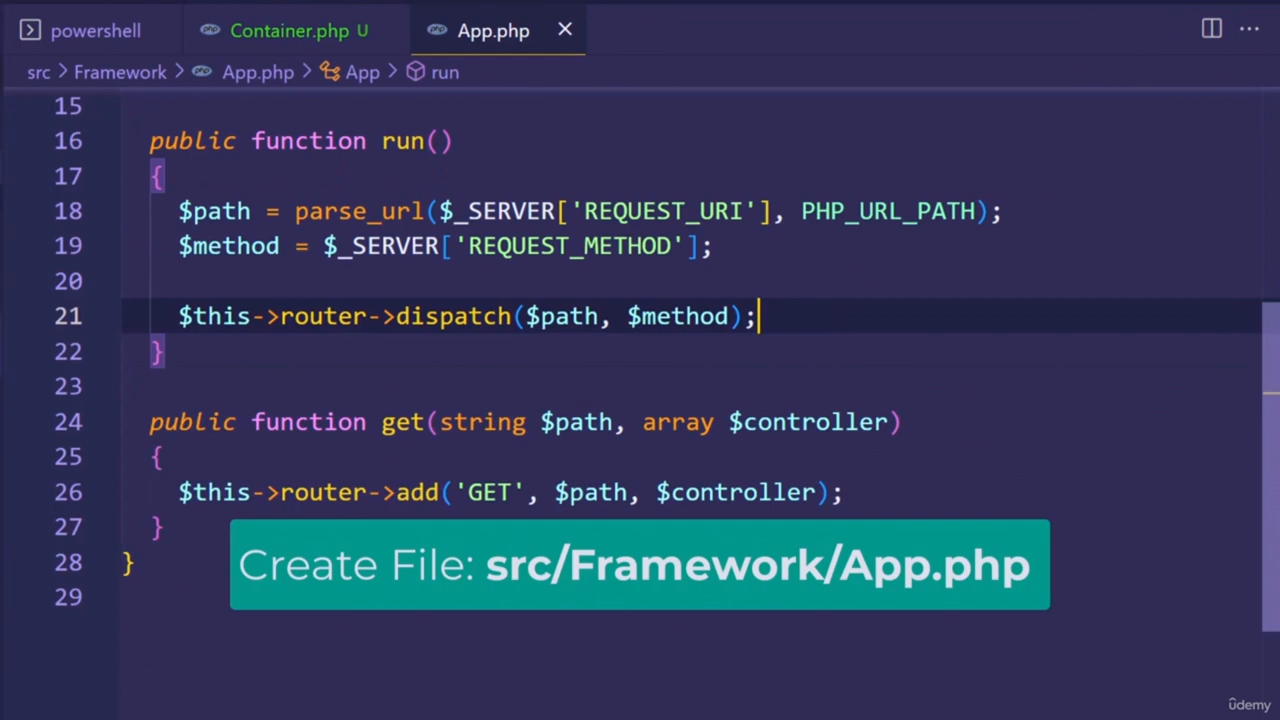 powershell
Container.php U
App.php
src > Framework > App.php > App > run
15
16 public function run()
17 {
18 $path = parse_url($_SERVER['REQUEST_URI'], PHP_URL_PATH);
19 $method = $_SERVER['REQUEST_METHOD'];
20
21 $this->router->dispatch($path, $method);
22 }
23
24 public function get(string $path, array $controller)
25 {
26 $this->router->add('GET', $path, $controller);
27 }
28 }
29
Create File: src/Framework/App.php
ûdemy